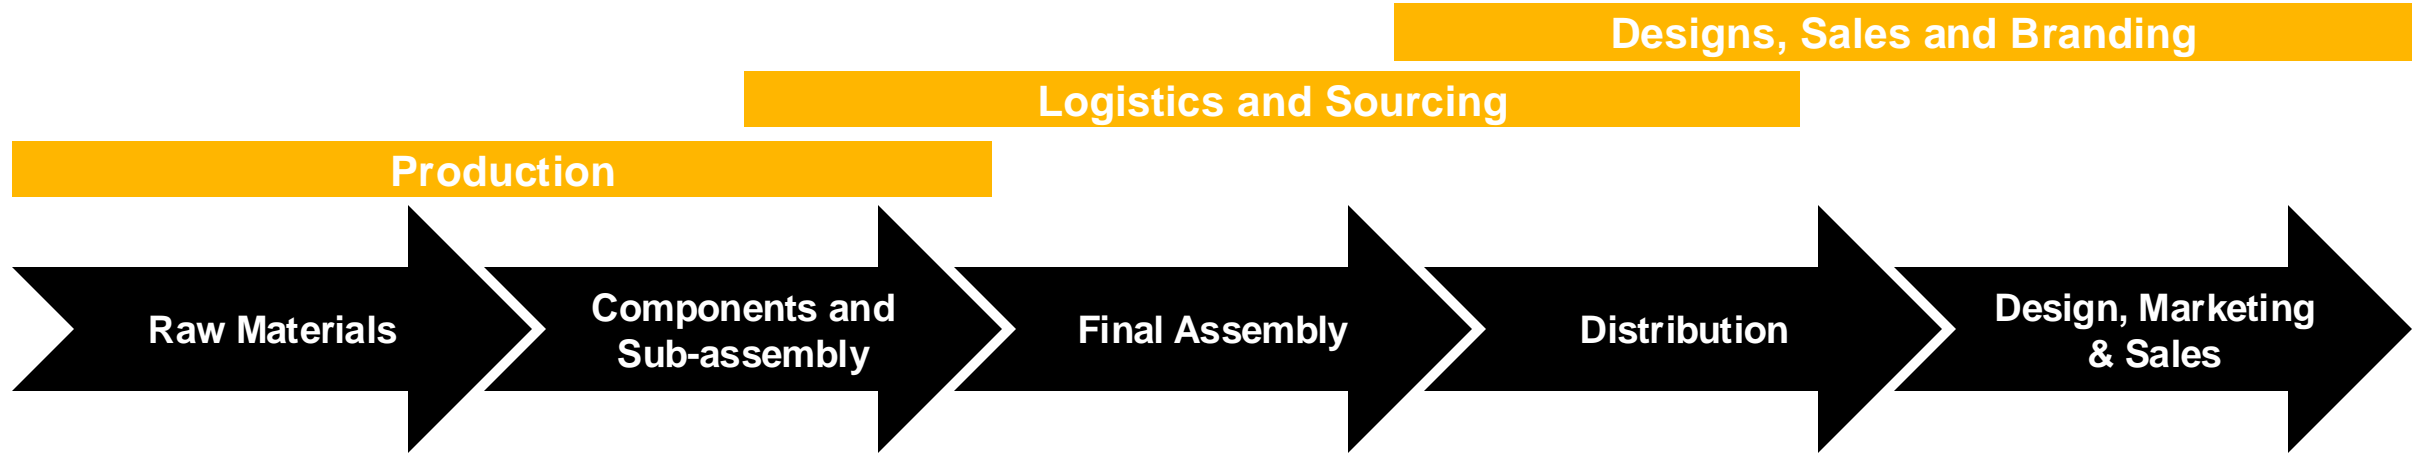 Designs, Sales and Branding
Logistics and Sourcing
Production
Raw Materials
Components and
Sub-assembly
Final Assembly
Distribution
Design, Marketing
& Sales